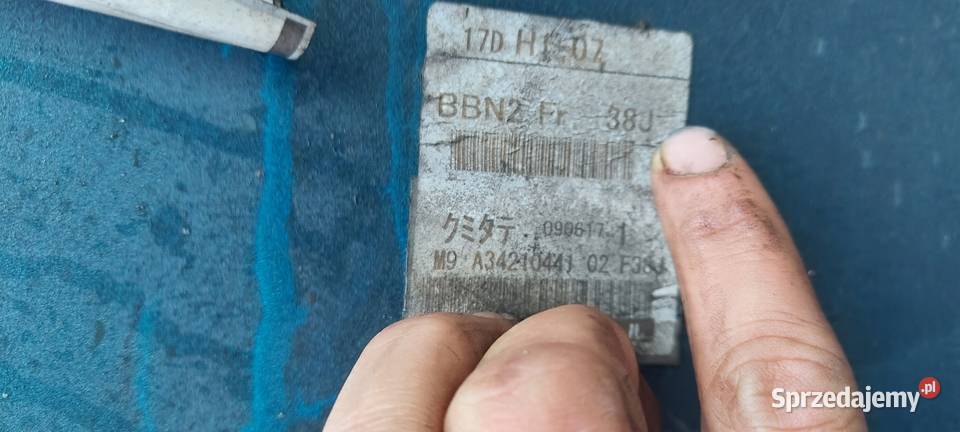 17D H1-07
BBN2 Fr 38J
クミタテ 090617-1
M9 A34210441 02 F38J
Sprzedajemy.pl